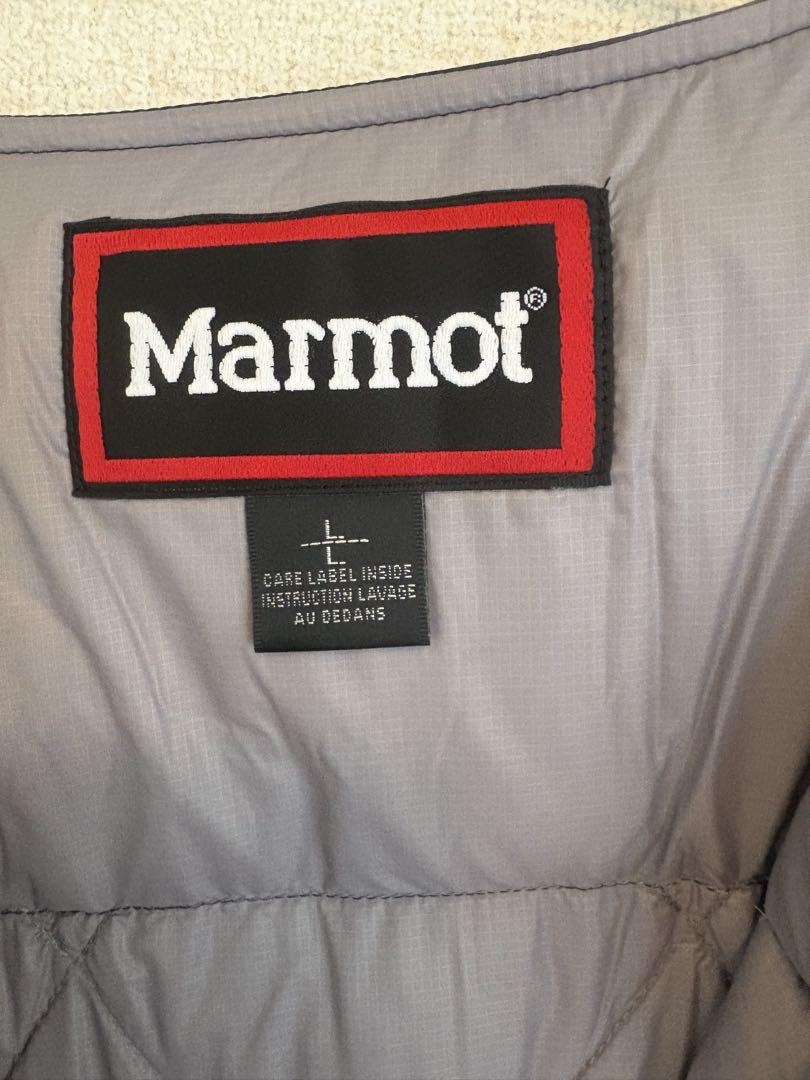 Marmot®
L
L
CARE LABEL INSIDE
INSTRUCTION LAVAGE
AU DEDANS